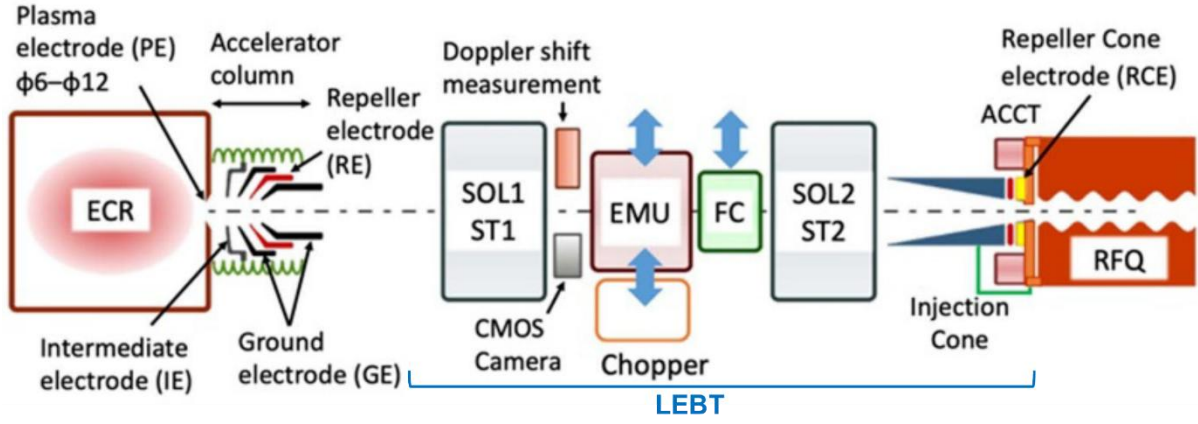 Plasma
electrode (PE)
ϕ6–ϕ12
Accelerator
column
Repeller
electrode
(RE)
Doppler shift
measurement
Repeller Cone
electrode (RCE)
ACCT
ECR
SOL1
ST1
EMU
FC
SOL2
ST2
RFQ
Injection
Cone
CMOS
Camera
Chopper
Intermediate
electrode (IE)
Ground
electrode (GE)
LEBT